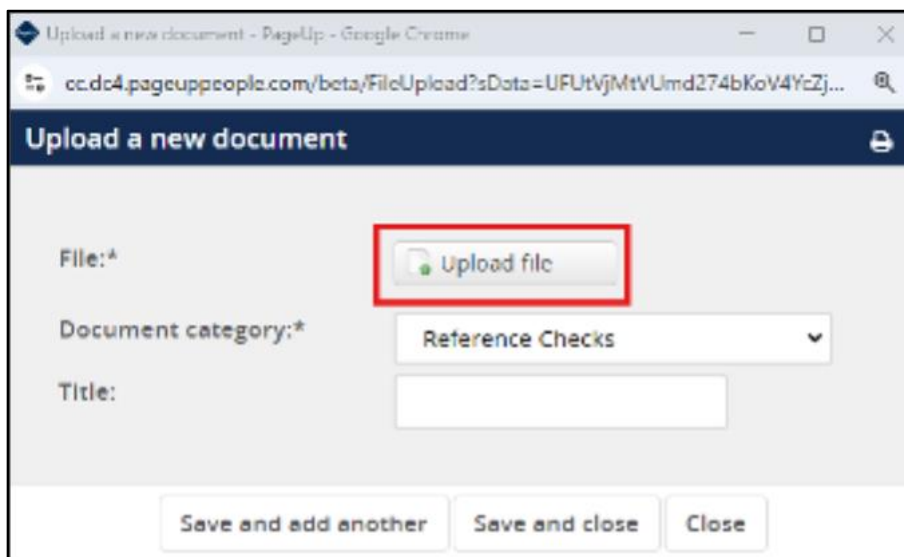 Upload a new document - PageUp - Google Chrome
cc.dc4.pageuppeople.com/beta/FileUpload?sData=UFUtVjMtVUmd274bKoV4YcZj...
Upload a new document
File:* Upload file
Document category:* Reference Checks
Title:
Save and add another Save and close Close